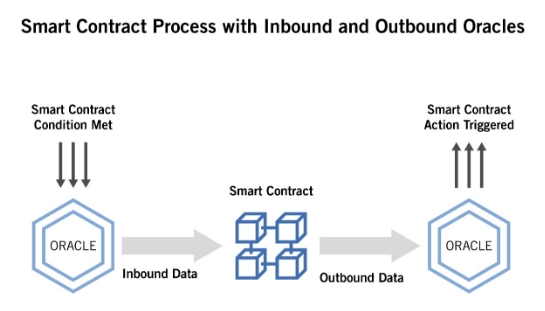 Smart Contract Process with Inbound and Outbound Oracles
Smart Contract
Condition Met
Smart Contract
Action Triggered
Smart Contract
ORACLE
ORACLE
Inbound Data
Outbound Data